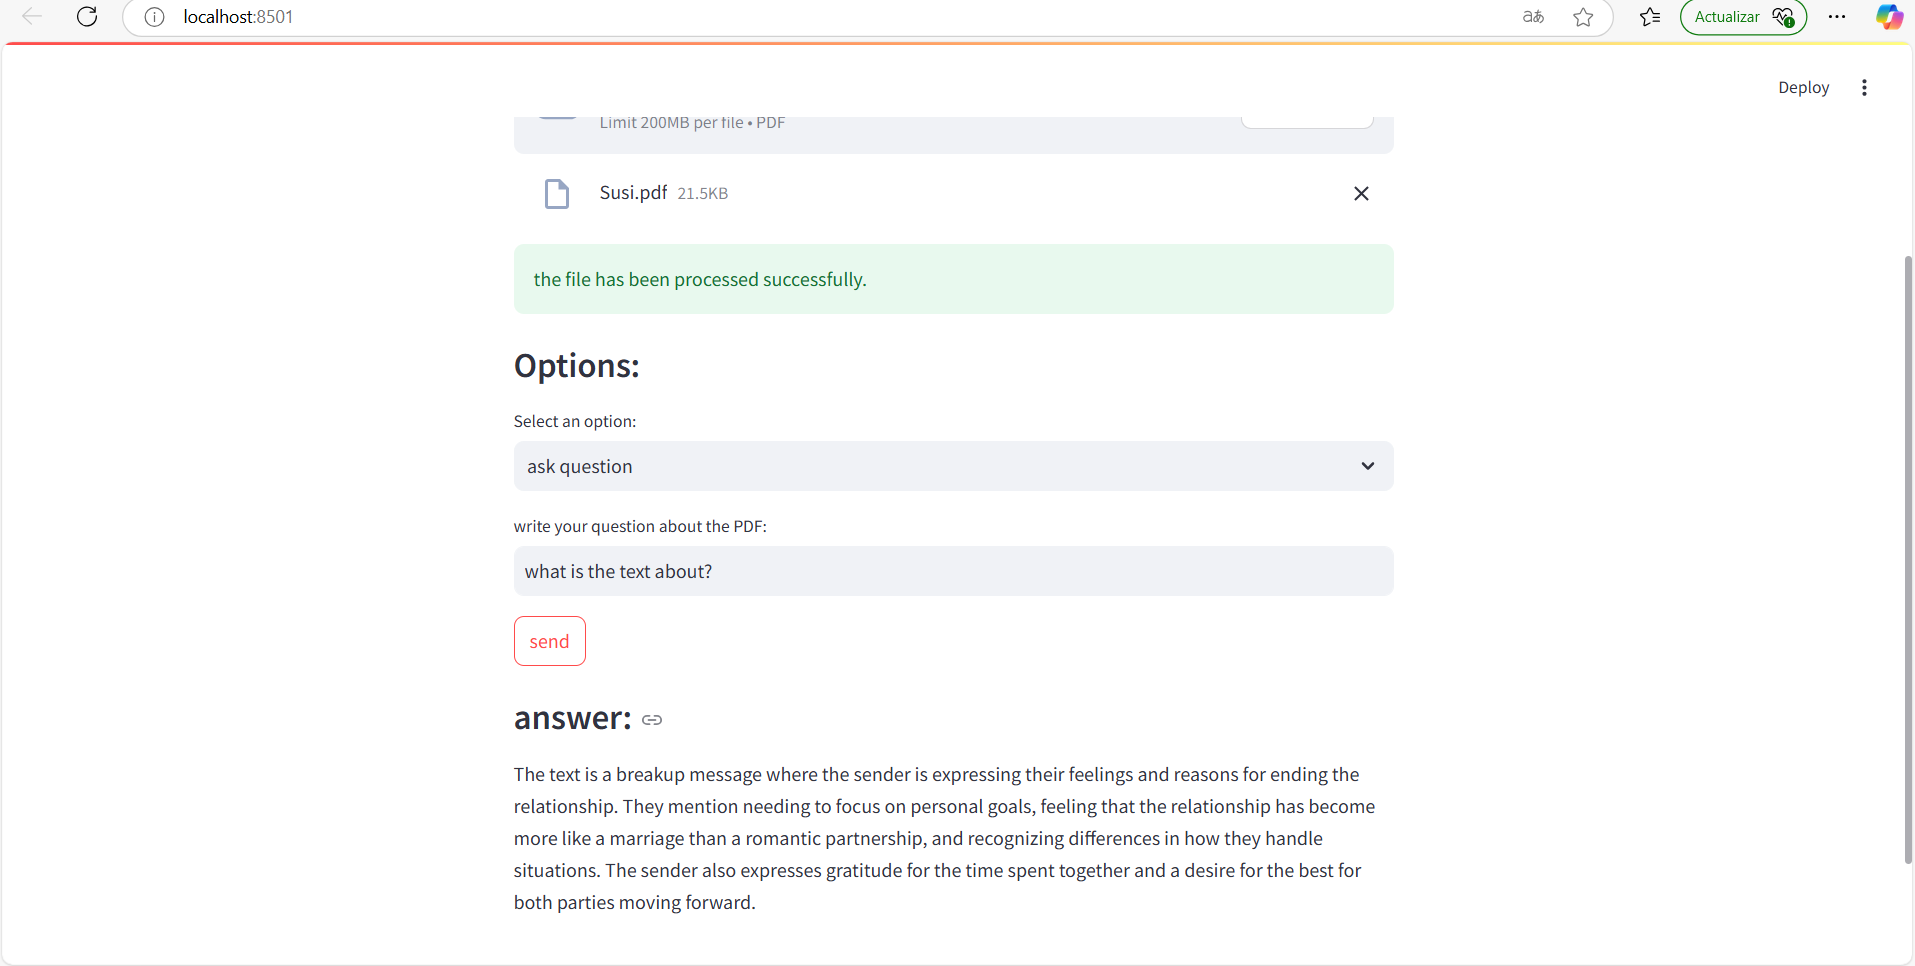 localhost:8501
aあ
Actualizar
Deploy
Limit 200MB per file • PDF
Susi.pdf 21.5KB
the file has been processed successfully.
Options:
Select an option:
ask question
write your question about the PDF:
what is the text about?
send
answer:
The text is a breakup message where the sender is expressing their feelings and reasons for ending the
relationship. They mention needing to focus on personal goals, feeling that the relationship has become
more like a marriage than a romantic partnership, and recognizing differences in how they handle
situations. The sender also expresses gratitude for the time spent together and a desire for the best for
both parties moving forward.